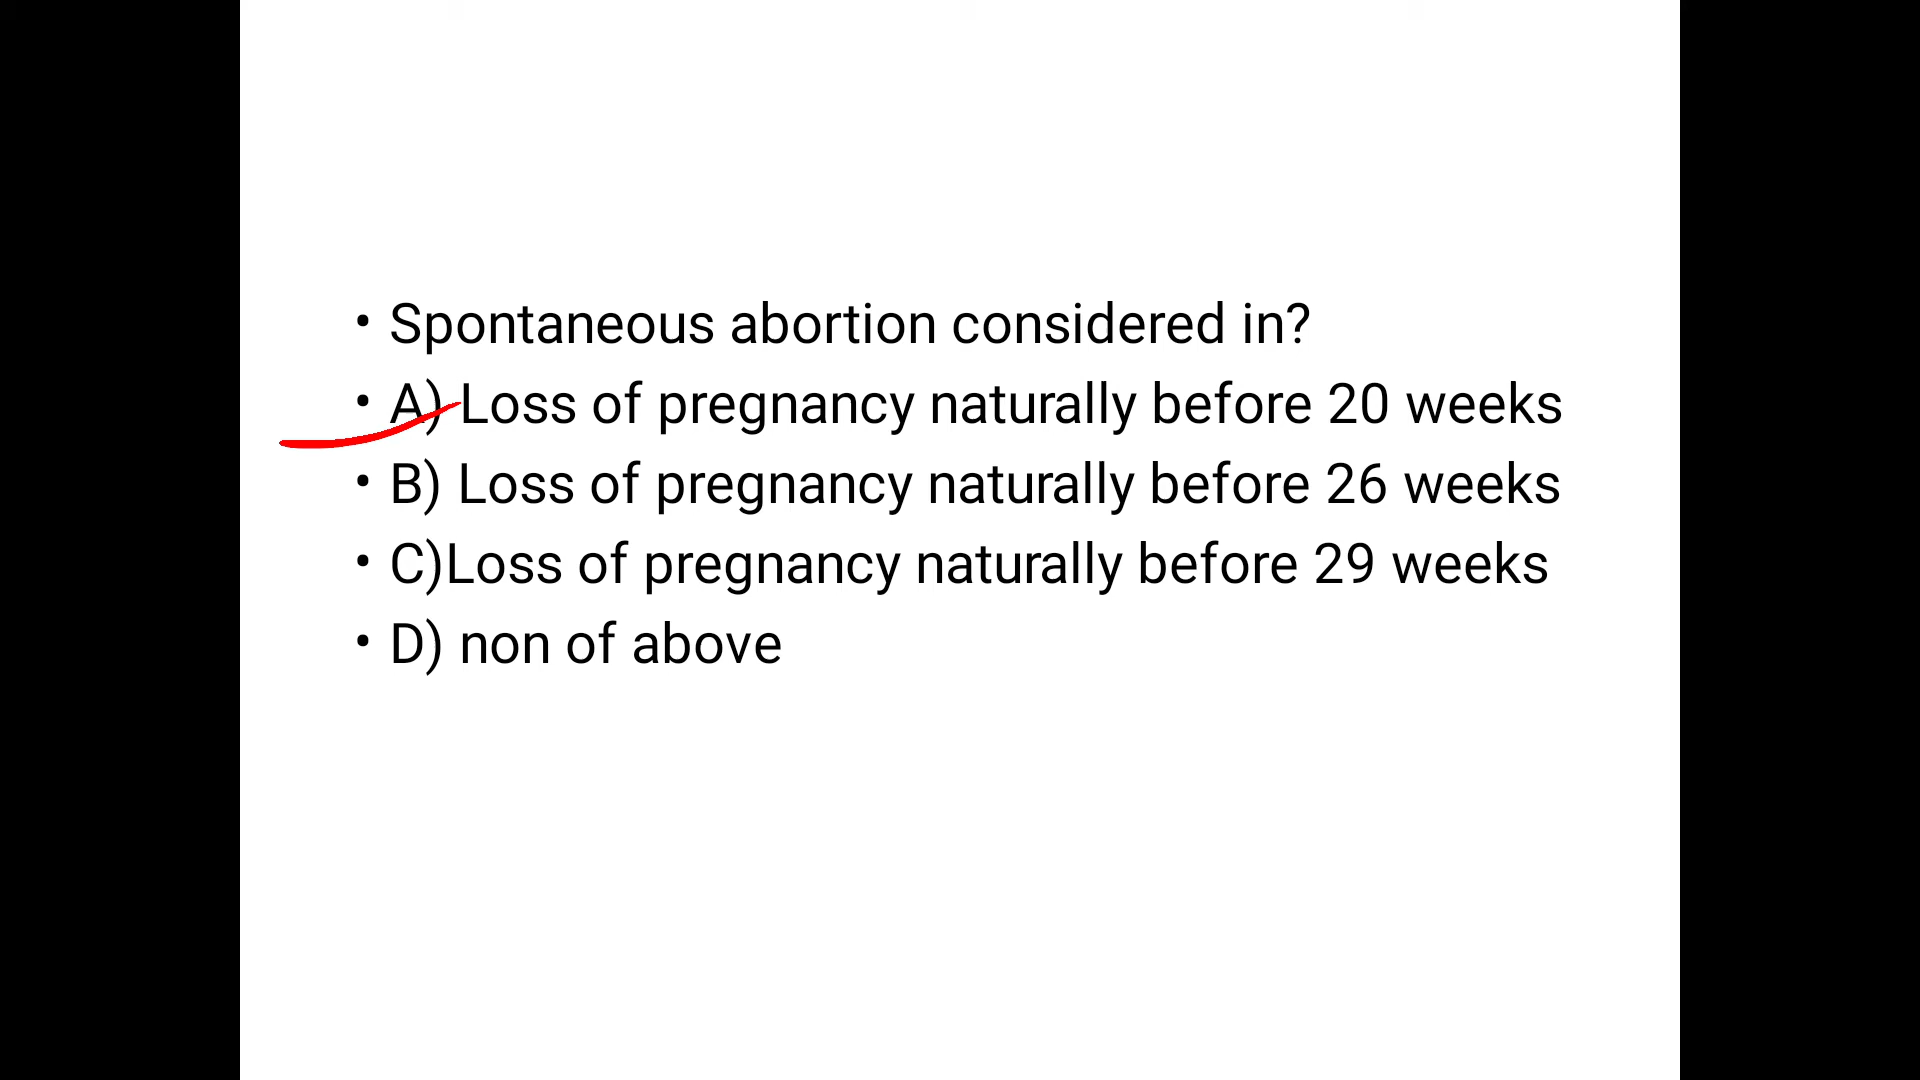 • Spontaneous abortion considered in?
• A) Loss of pregnancy naturally before 20 weeks
• B) Loss of pregnancy naturally before 26 weeks
• C)Loss of pregnancy naturally before 29 weeks
• D) non of above